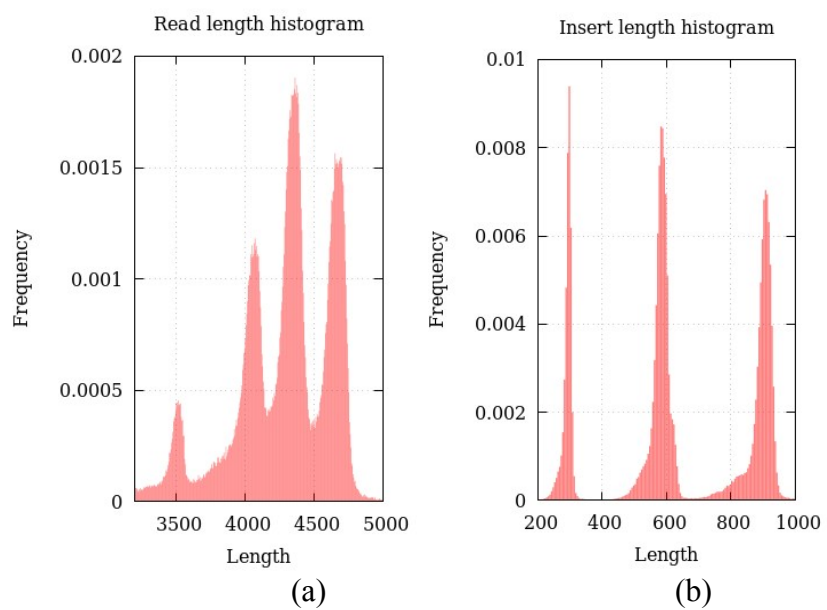 Read length histogram
0.002
0.0015
0.001
0.0005
0
Frequency
3500 4000 4500 5000
Length
(a)
Insert length histogram
0.01
0.008
0.006
0.004
0.002
0
Frequency
200 400 600 800 1000
Length
(b)